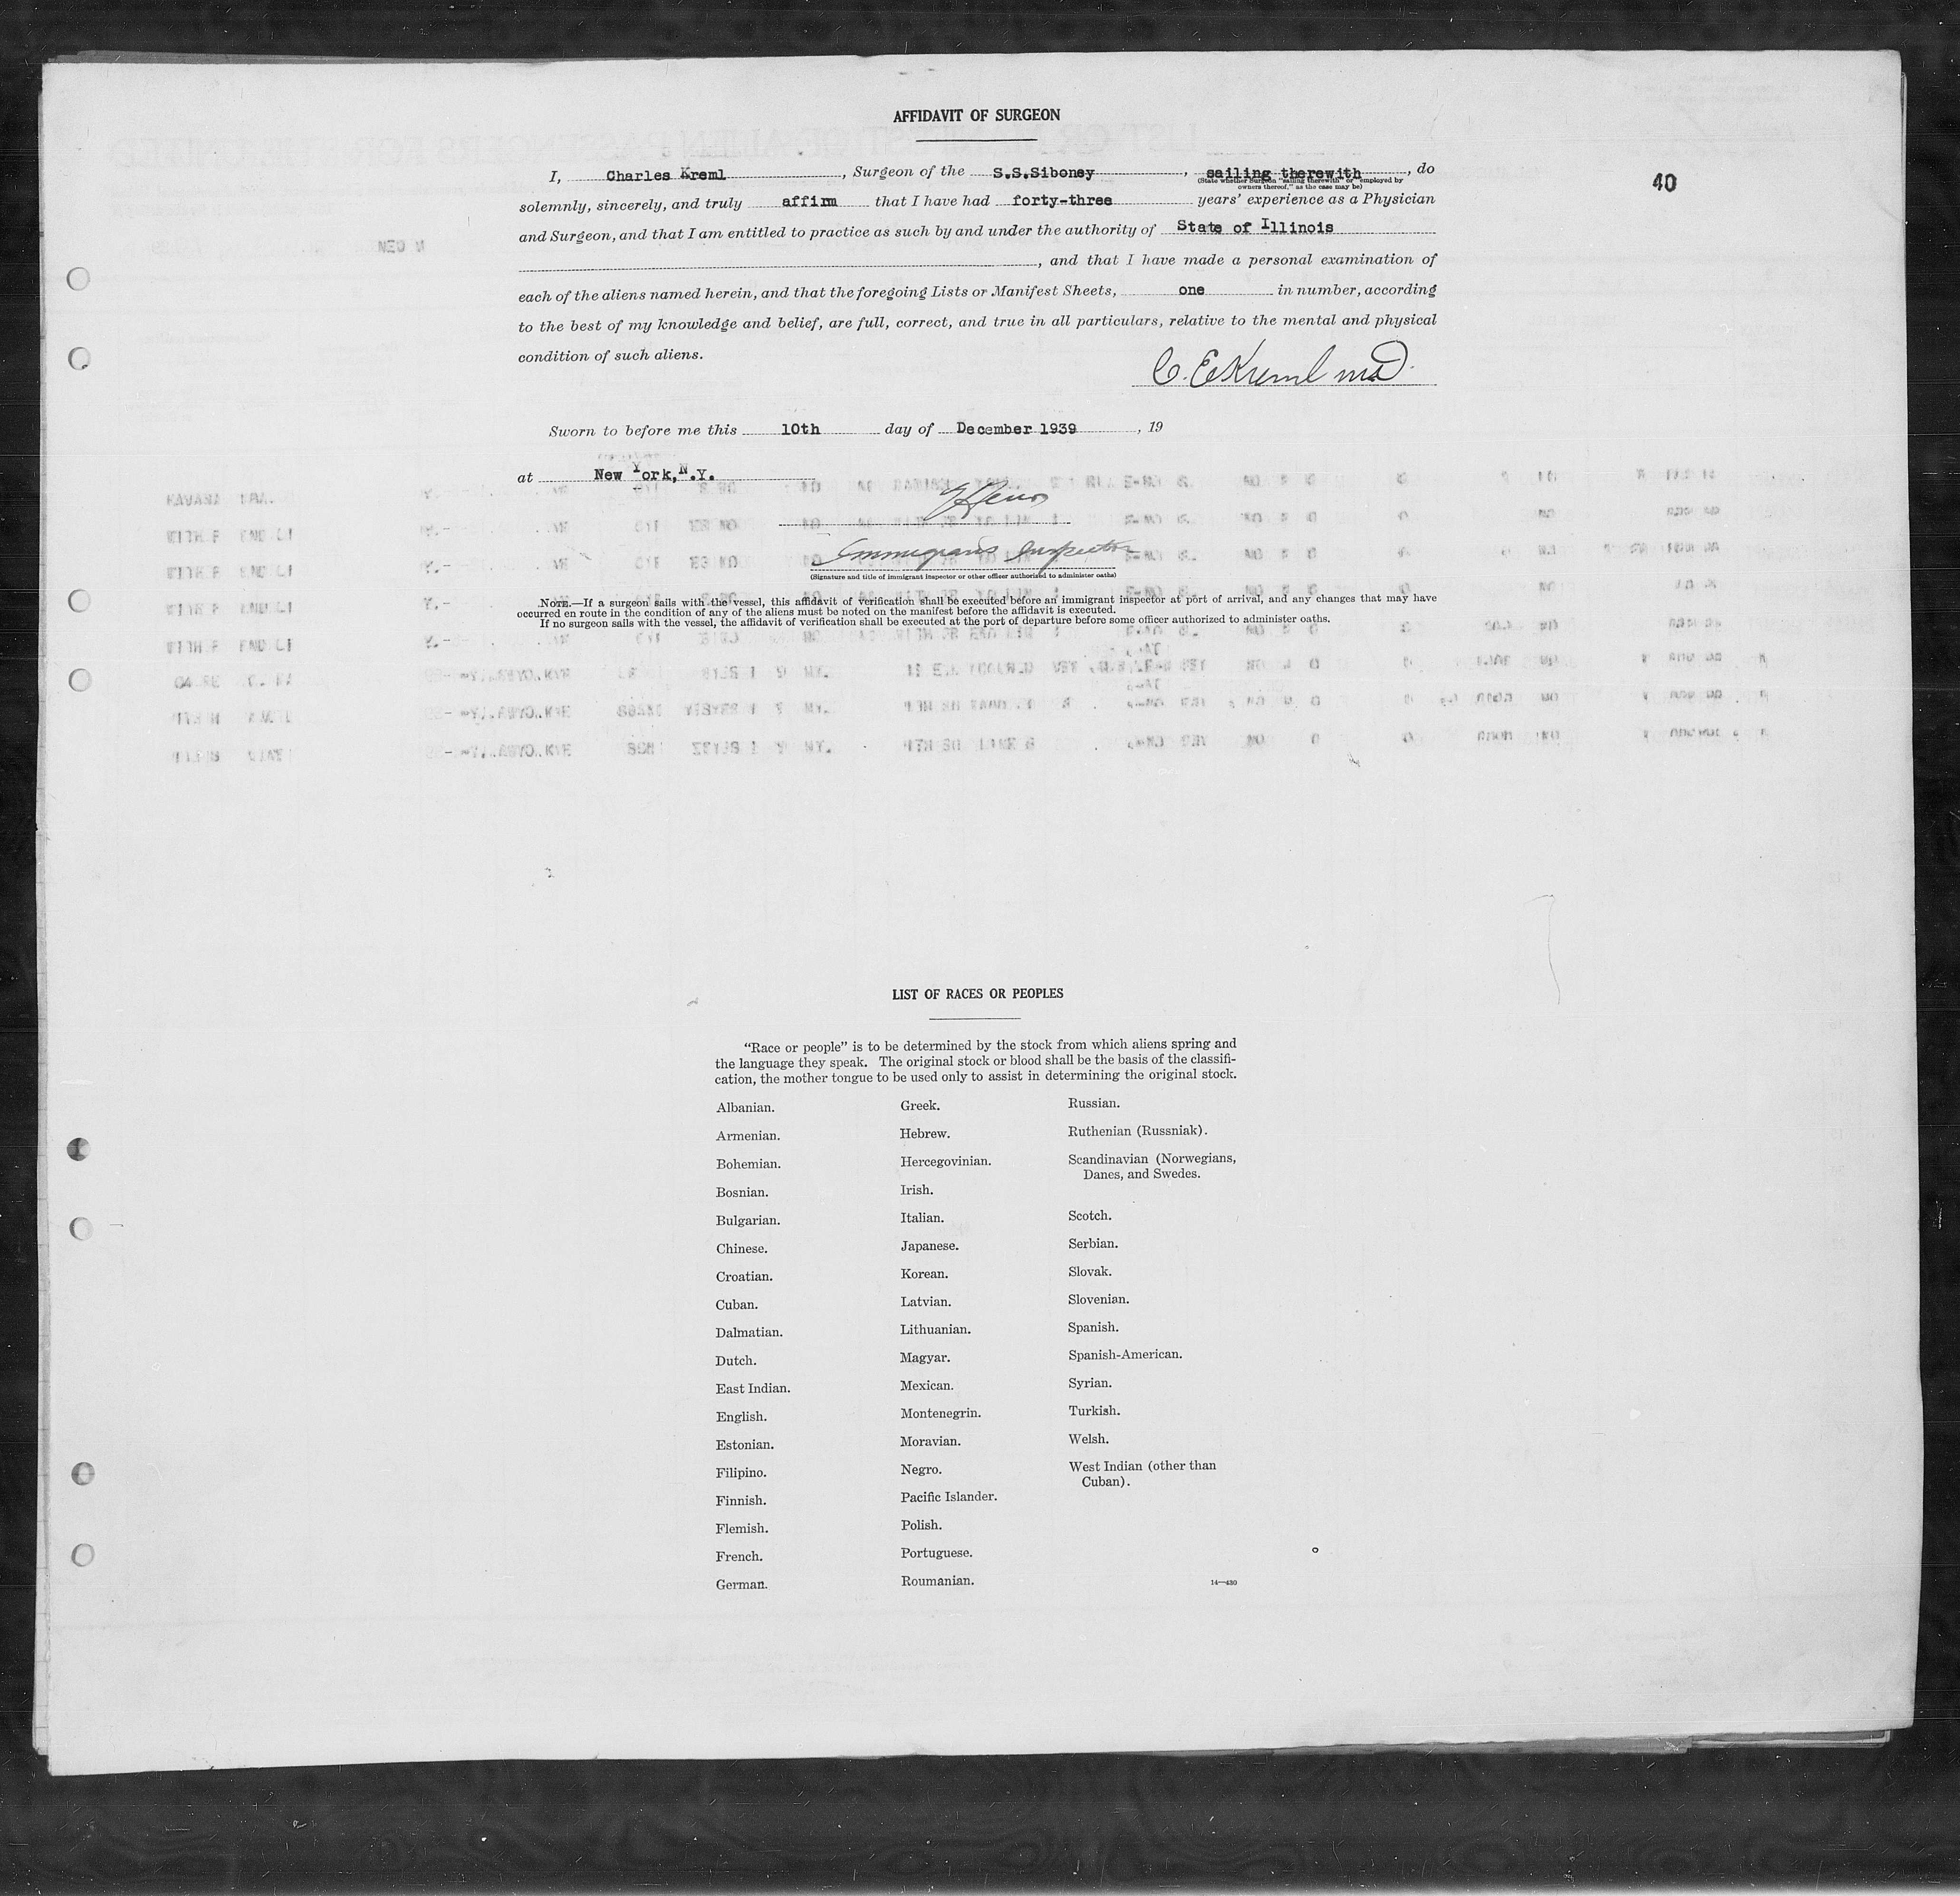 AFFIDAVIT OF SURGEON
40
I, Charles Kreml, Surgeon of the S.S.Siboney, sailing therewith, do
(State whether Surgeon "sailing therewith" or "employed by
owners thereof," as the case may be)
solemnly, sincerely, and truly affirm that I have had forty-three years' experience as a Physician
and Surgeon, and that I am entitled to practice as such by and under the authority of State of Illinois
, and that I have made a personal examination of
each of the aliens named herein, and that the foregoing Lists or Manifest Sheets, one in number, according
to the best of my knowledge and belief, are full, correct, and true in all particulars, relative to the mental and physical
condition of such aliens.
C. E Kreml MD.
Sworn to before me this 10th day of December 1939, 19
at New York, N.Y.
Immigrant Inspector
(Signature and title of immigrant inspector or other officer authorized to administer oaths)
NOTE.—If a surgeon sails with the vessel, this affidavit of verification shall be executed before an immigrant inspector at port of arrival, and any changes that may have
occurred en route in the condition of any of the aliens must be noted on the manifest before the affidavit is executed.
If no surgeon sails with the vessel, the affidavit of verification shall be executed at the port of departure before some officer authorized to administer oaths.
LIST OF RACES OR PEOPLES
"Race or people" is to be determined by the stock from which aliens spring and
the language they speak. The original stock or blood shall be the basis of the classifi-
cation, the mother tongue to be used only to assist in determining the original stock.
Albanian.
Armenian.
Bohemian.
Bosnian.
Bulgarian.
Chinese.
Croatian.
Cuban.
Dalmatian.
Dutch.
East Indian.
English.
Estonian.
Filipino.
Finnish.
Flemish.
French.
German.
Greek.
Hebrew.
Hercegovinian.
Irish.
Italian.
Japanese.
Korean.
Latvian.
Lithuanian.
Magyar.
Mexican.
Montenegrin.
Moravian.
Negro.
Pacific Islander.
Polish.
Portuguese.
Roumanian.
Russian.
Ruthenian (Russniak).
Scandinavian (Norwegians,
Danes, and Swedes.
Scotch.
Serbian.
Slovak.
Slovenian.
Spanish.
Spanish-American.
Syrian.
Turkish.
Welsh.
West Indian (other than
Cuban).
14—430